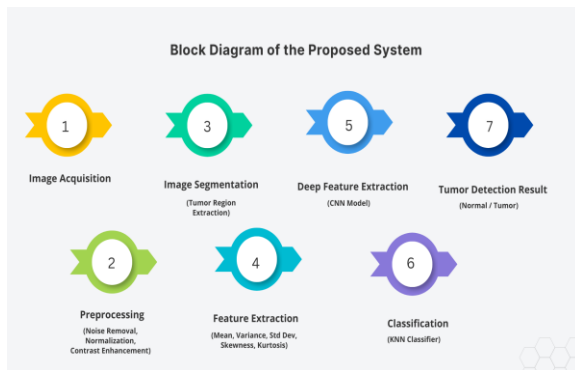 Block Diagram of the Proposed System
1
Image Acquisition
2
Preprocessing
(Noise Removal,
Normalization,
Contrast Enhancement)
3
Image Segmentation
(Tumor Region
Extraction)
4
Feature Extraction
(Mean, Variance, Std Dev,
Skewness, Kurtosis)
5
Deep Feature Extraction
(CNN Model)
6
Classification
(KNN Classifier)
7
Tumor Detection Result
(Normal / Tumor)